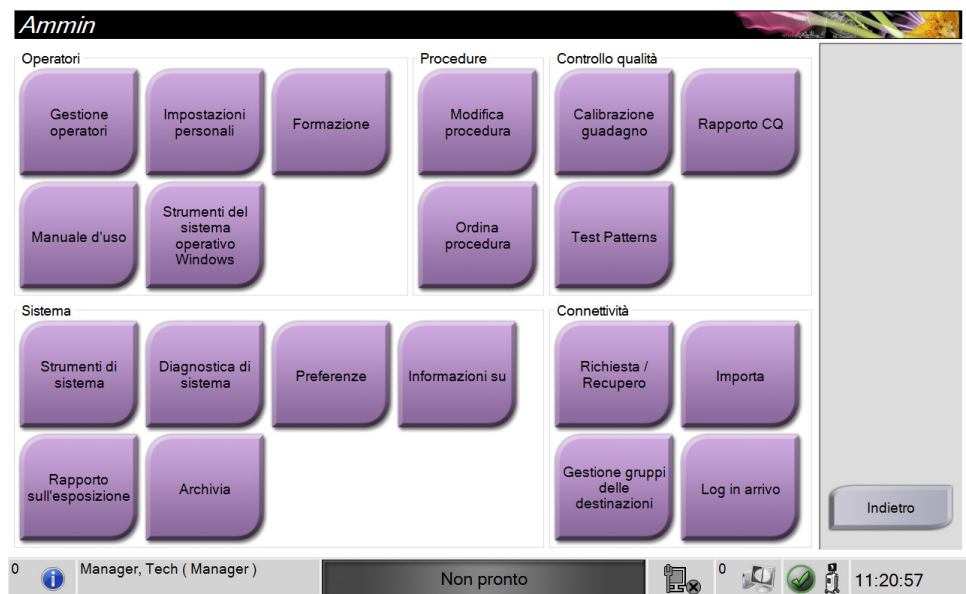 Ammin
Operatori
Gestione
operatori
Impostazioni
personali
Formazione
Manuale d'uso
Strumenti del
sistema
operativo
Windows
Procedure
Modifica
procedura
Ordina
procedura
Controllo qualità
Calibrazione
guadagno
Rapporto CQ
Test Patterns
Sistema
Strumenti di
sistema
Diagnostica di
sistema
Preferenze
Informazioni su
Rapporto
sull'esposizione
Archivia
Connettività
Richiesta /
Recupero
Importa
Gestione gruppi
delle
destinazioni
Log in arrivo
Indietro
0
Manager, Tech ( Manager )
Non pronto
0
11:20:57